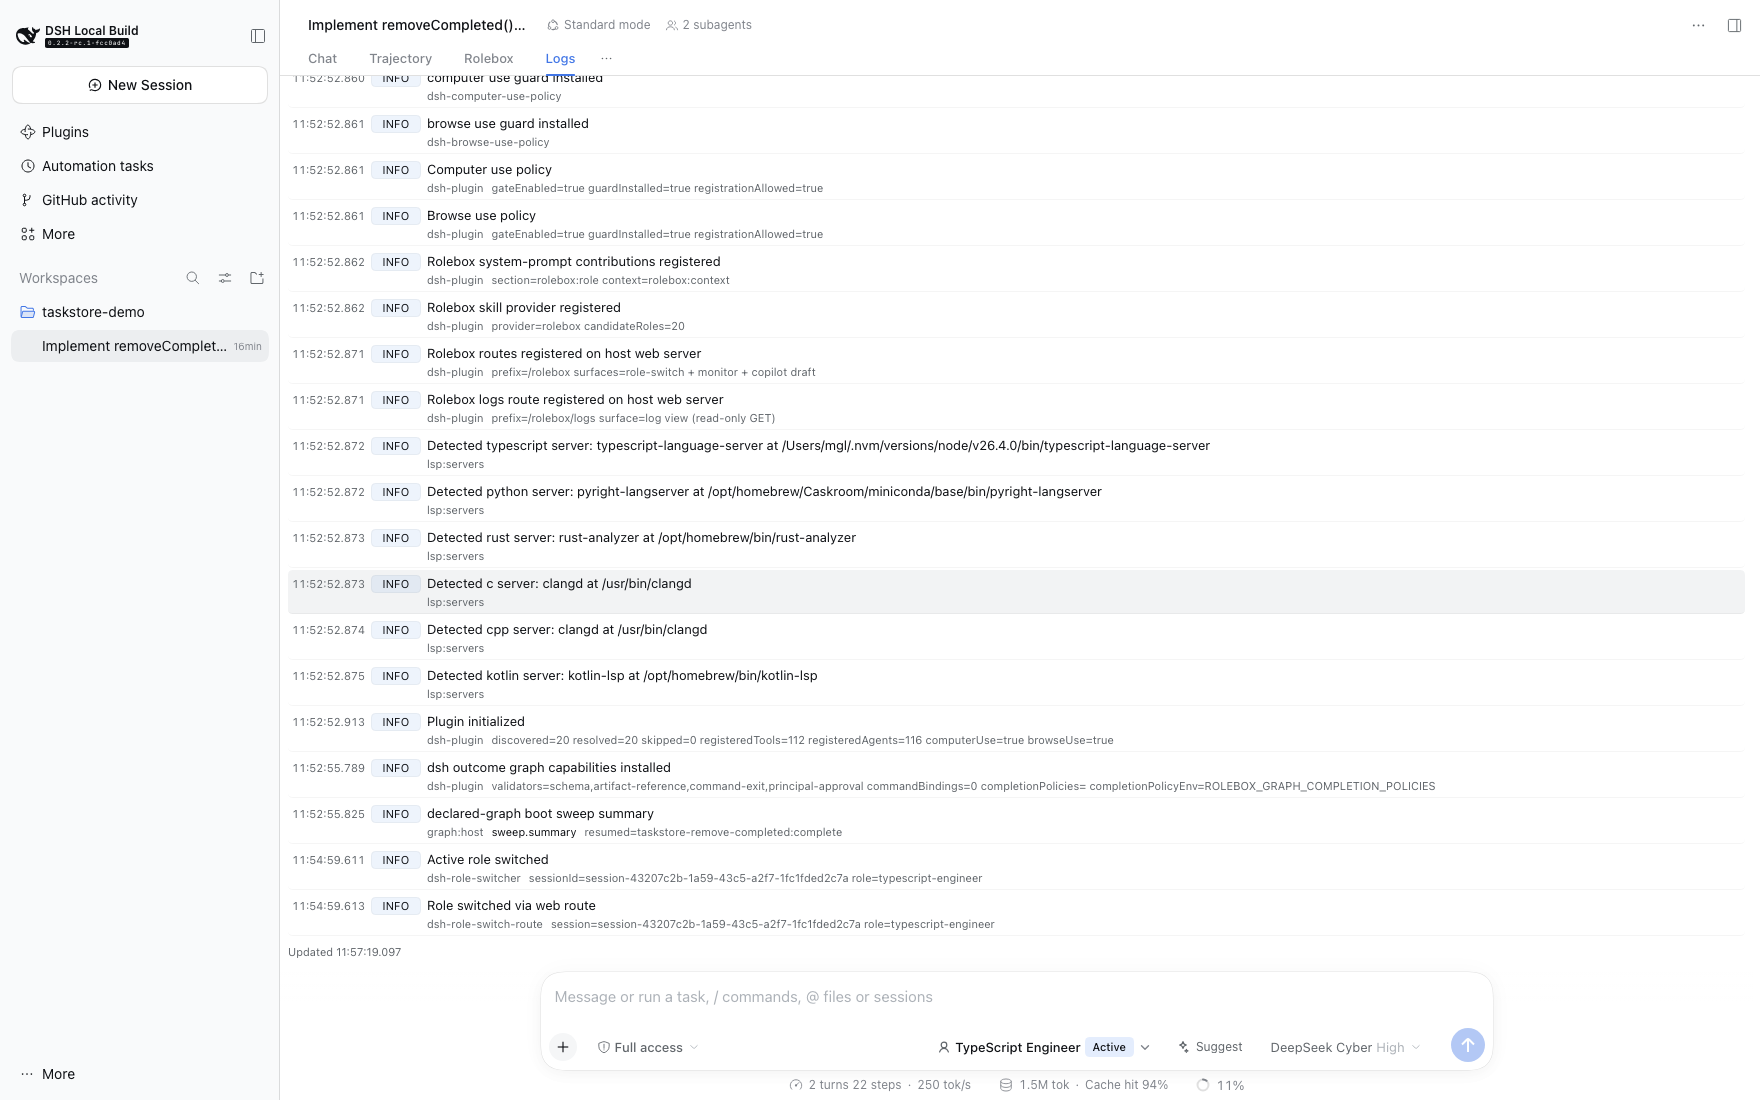 DSH Local Build
0.2.2-rc.1-fcc0ad4
New Session
Plugins
Automation tasks
GitHub activity
More
Workspaces
taskstore-demo
Implement removeComplet... 16min
More
Implement removeCompleted()... Standard mode 2 subagents
Chat Trajectory Rolebox Logs ...
11:52:52.860 INFO computer use guard installed
dsh-computer-use-policy
11:52:52.861 INFO browse use guard installed
dsh-browse-use-policy
11:52:52.861 INFO Computer use policy
dsh-plugin gateEnabled=true guardInstalled=true registrationAllowed=true
11:52:52.861 INFO Browse use policy
dsh-plugin gateEnabled=true guardInstalled=true registrationAllowed=true
11:52:52.862 INFO Rolebox system-prompt contributions registered
dsh-plugin section=rolebox:role context=rolebox:context
11:52:52.862 INFO Rolebox skill provider registered
dsh-plugin provider=rolebox candidateRoles=20
11:52:52.871 INFO Rolebox routes registered on host web server
dsh-plugin prefix=/rolebox surfaces=role-switch + monitor + copilot draft
11:52:52.871 INFO Rolebox logs route registered on host web server
dsh-plugin prefix=/rolebox/logs surface=log view (read-only GET)
11:52:52.872 INFO Detected typescript server: typescript-language-server at /Users/mgl/.nvm/versions/node/v26.4.0/bin/typescript-language-server
lsp:servers
11:52:52.872 INFO Detected python server: pyright-langserver at /opt/homebrew/Caskroom/miniconda/base/bin/pyright-langserver
lsp:servers
11:52:52.873 INFO Detected rust server: rust-analyzer at /opt/homebrew/bin/rust-analyzer
lsp:servers
11:52:52.873 INFO Detected c server: clangd at /usr/bin/clangd
lsp:servers
11:52:52.874 INFO Detected cpp server: clangd at /usr/bin/clangd
lsp:servers
11:52:52.875 INFO Detected kotlin server: kotlin-lsp at /opt/homebrew/bin/kotlin-lsp
lsp:servers
11:52:52.913 INFO Plugin initialized
dsh-plugin discovered=20 resolved=20 skipped=0 registeredTools=112 registeredAgents=116 computerUse=true browseUse=true
11:52:55.789 INFO dsh outcome graph capabilities installed
dsh-plugin validators=schema,artifact-reference,command-exit,principal-approval commandBindings=0 completionPolicies= completionPolicyEnv=ROLEBOX_GRAPH_COMPLETION_POLICIES
11:52:55.825 INFO declared-graph boot sweep summary
graph:host sweep.summary resumed=taskstore-remove-completed:complete
11:54:59.611 INFO Active role switched
dsh-role-switcher sessionId=session-43207c2b-1a59-43c5-a2f7-1fc1fded2c7a role=typescript-engineer
11:54:59.613 INFO Role switched via web route
dsh-role-switch-route session=session-43207c2b-1a59-43c5-a2f7-1fc1fded2c7a role=typescript-engineer
Updated 11:57:19.097
Message or run a task, / commands, @ files or sessions
Full access TypeScript Engineer Active Suggest DeepSeek Cyber High
2 turns 22 steps · 250 tok/s 1.5M tok · Cache hit 94% 11%